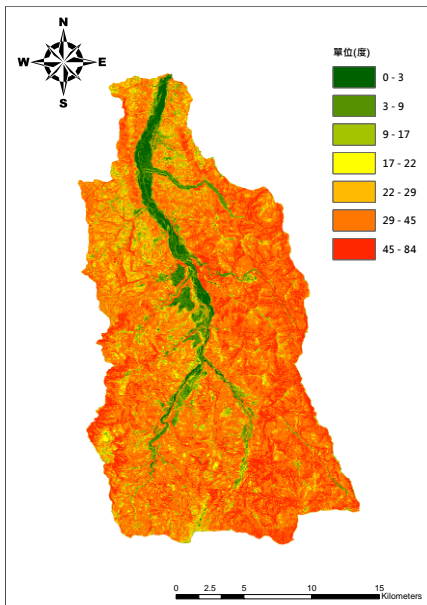 N
W E
S
單位(度)
0 - 3
3 - 9
9 - 17
17 - 22
22 - 29
29 - 45
45 - 84
0 2.5 5 10 15
Kilometers